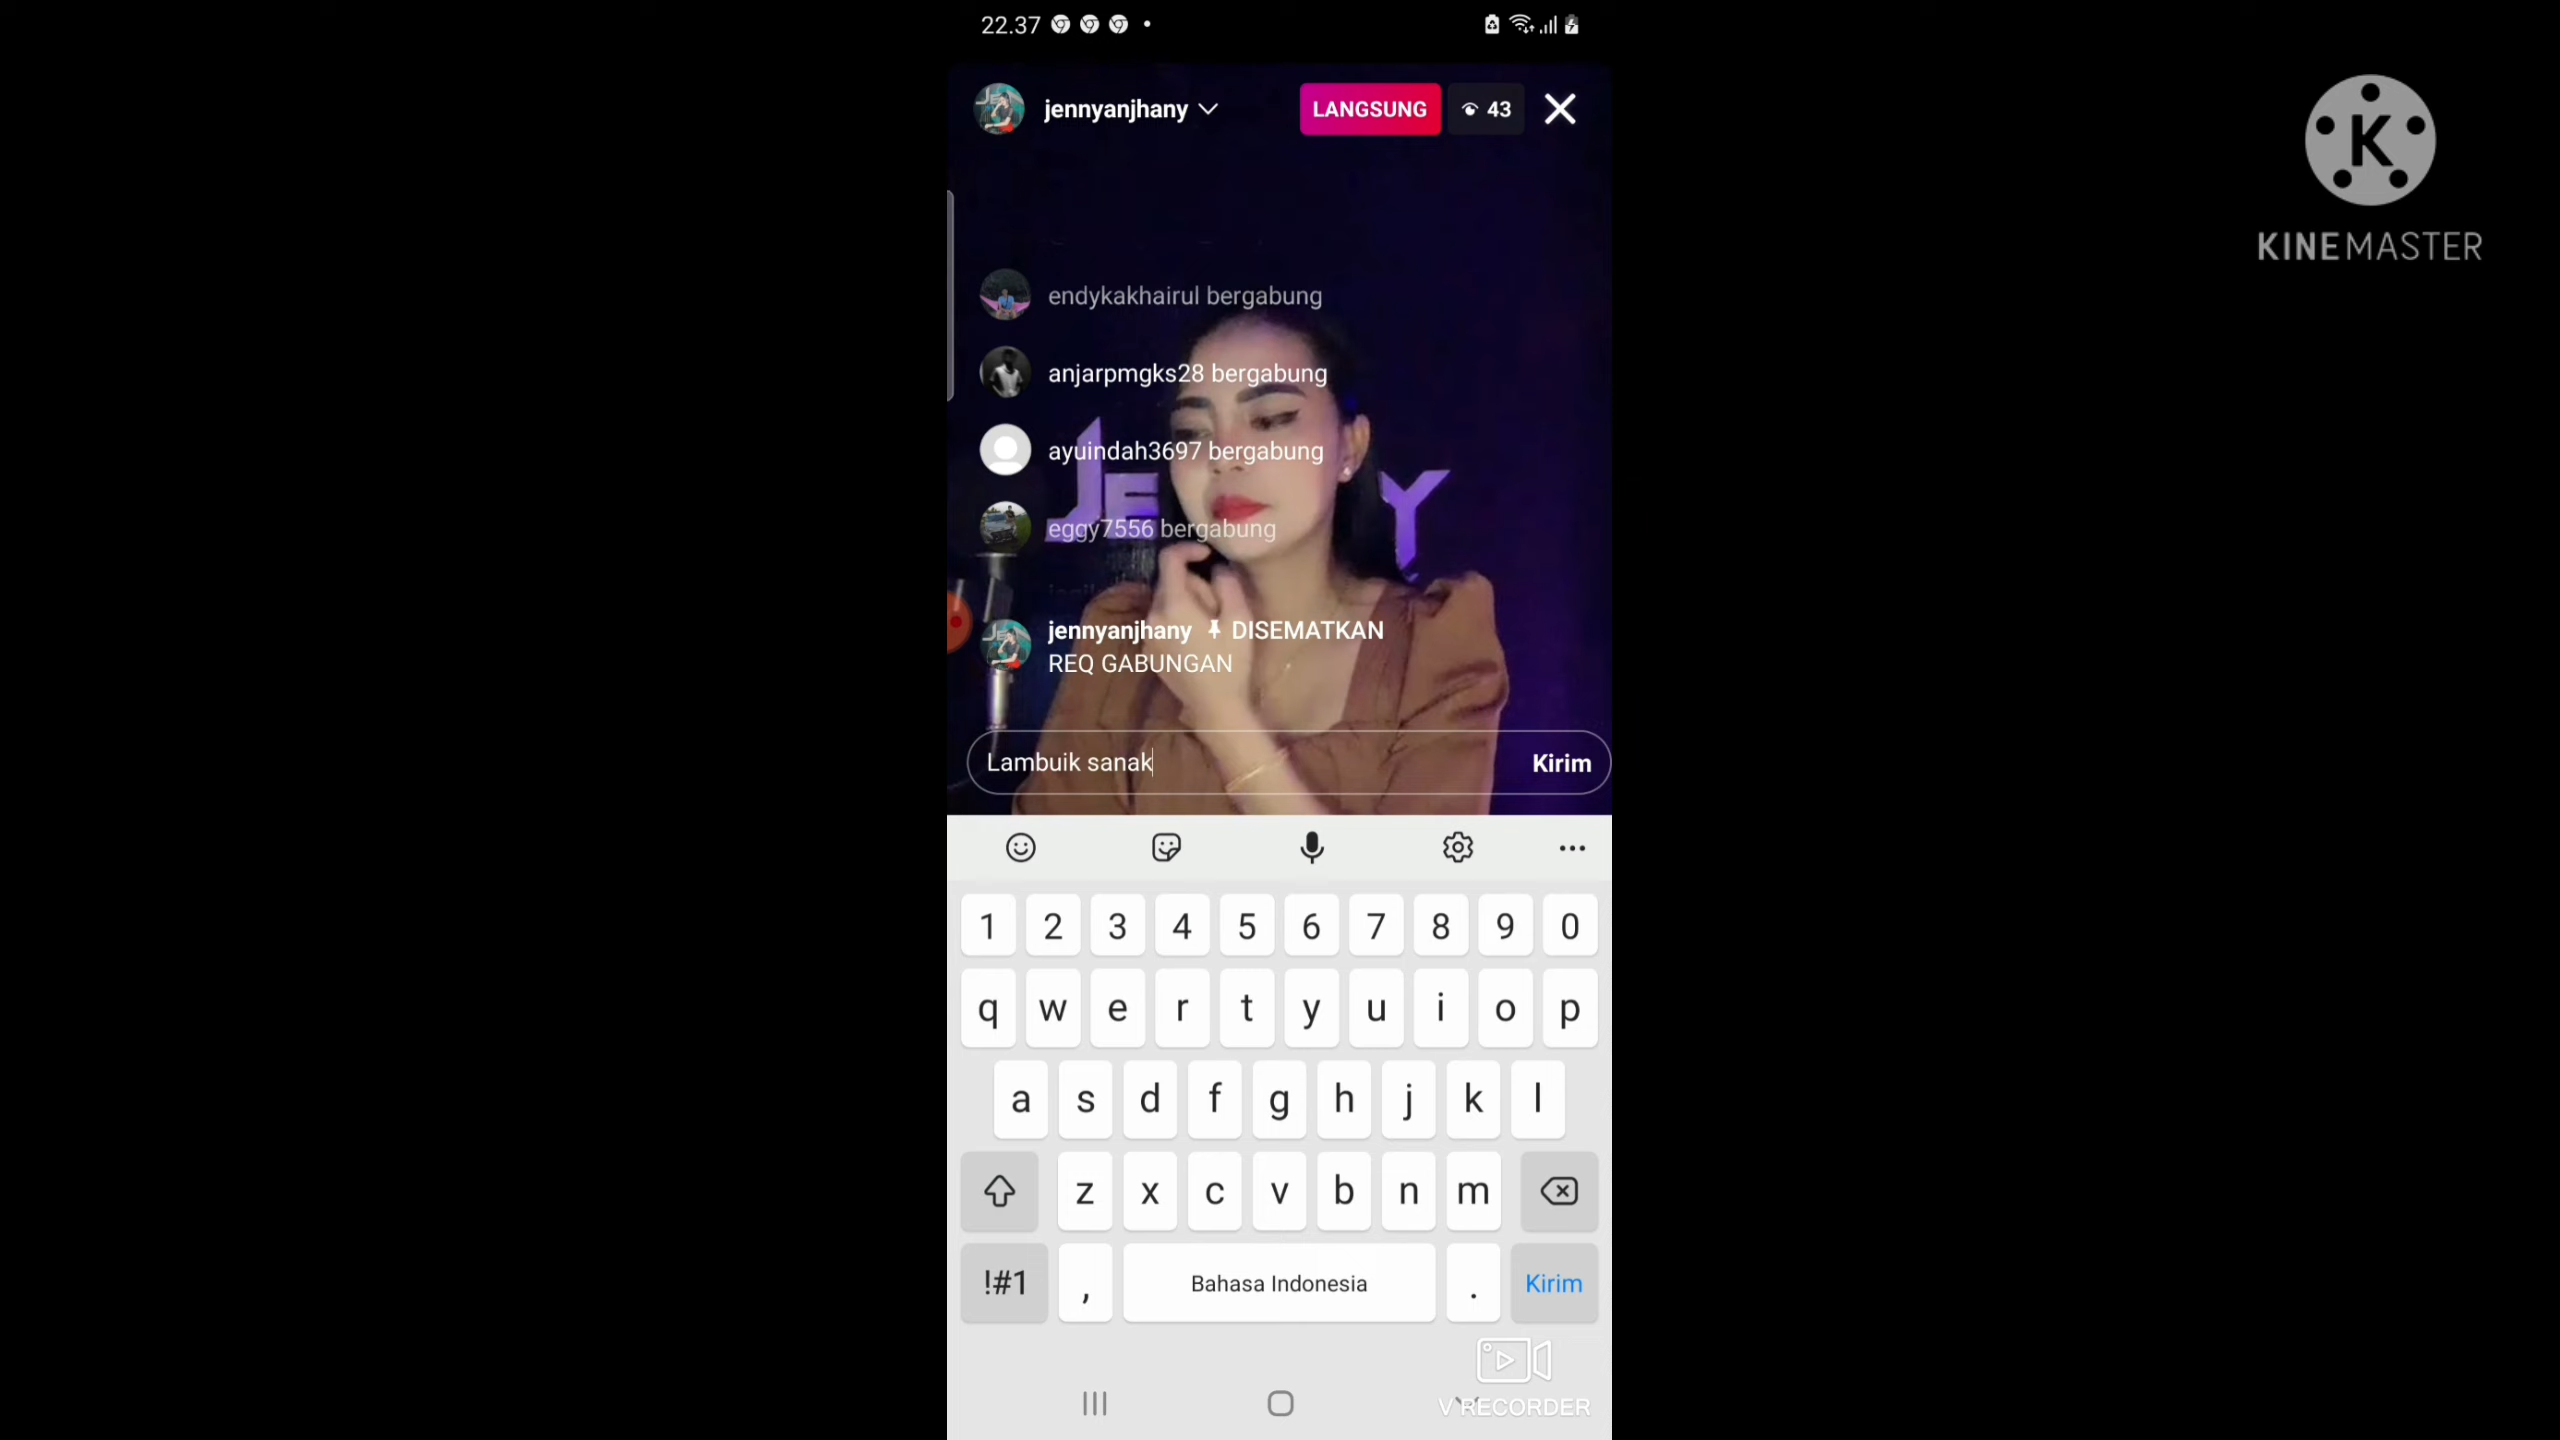 22.37
jennyanjhany
LANGSUNG
43
KINEMASTER
endykakhairul bergabung
anjarpmgks28 bergabung
ayuindah3697 bergabung
eggy7556 bergabung
jennyanjhany DISEMATKAN
REQ GABUNGAN
Lambuik sanak
Kirim
1 2 3 4 5 6 7 8 9 0
q w e r t y u i o p
a s d f g h j k l
z x c v b n m
!#1 , Bahasa Indonesia . Kirim
V RECORDER